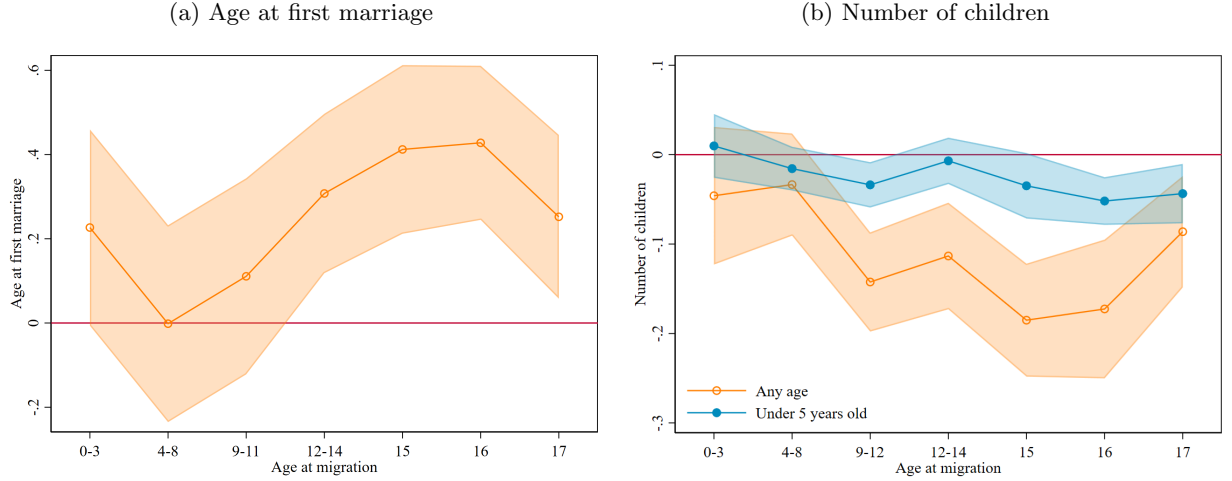 (a) Age at first marriage
Age at first marriage
.6
.4
.2
0
-.2
0-3 4-8 9-11 12-14 15 16 17
Age at migration
(b) Number of children
Number of children
.1
0
-.1
-.2
-.3
Any age
Under 5 years old
0-3 4-8 9-12 12-14 15 16 17
Age at migration